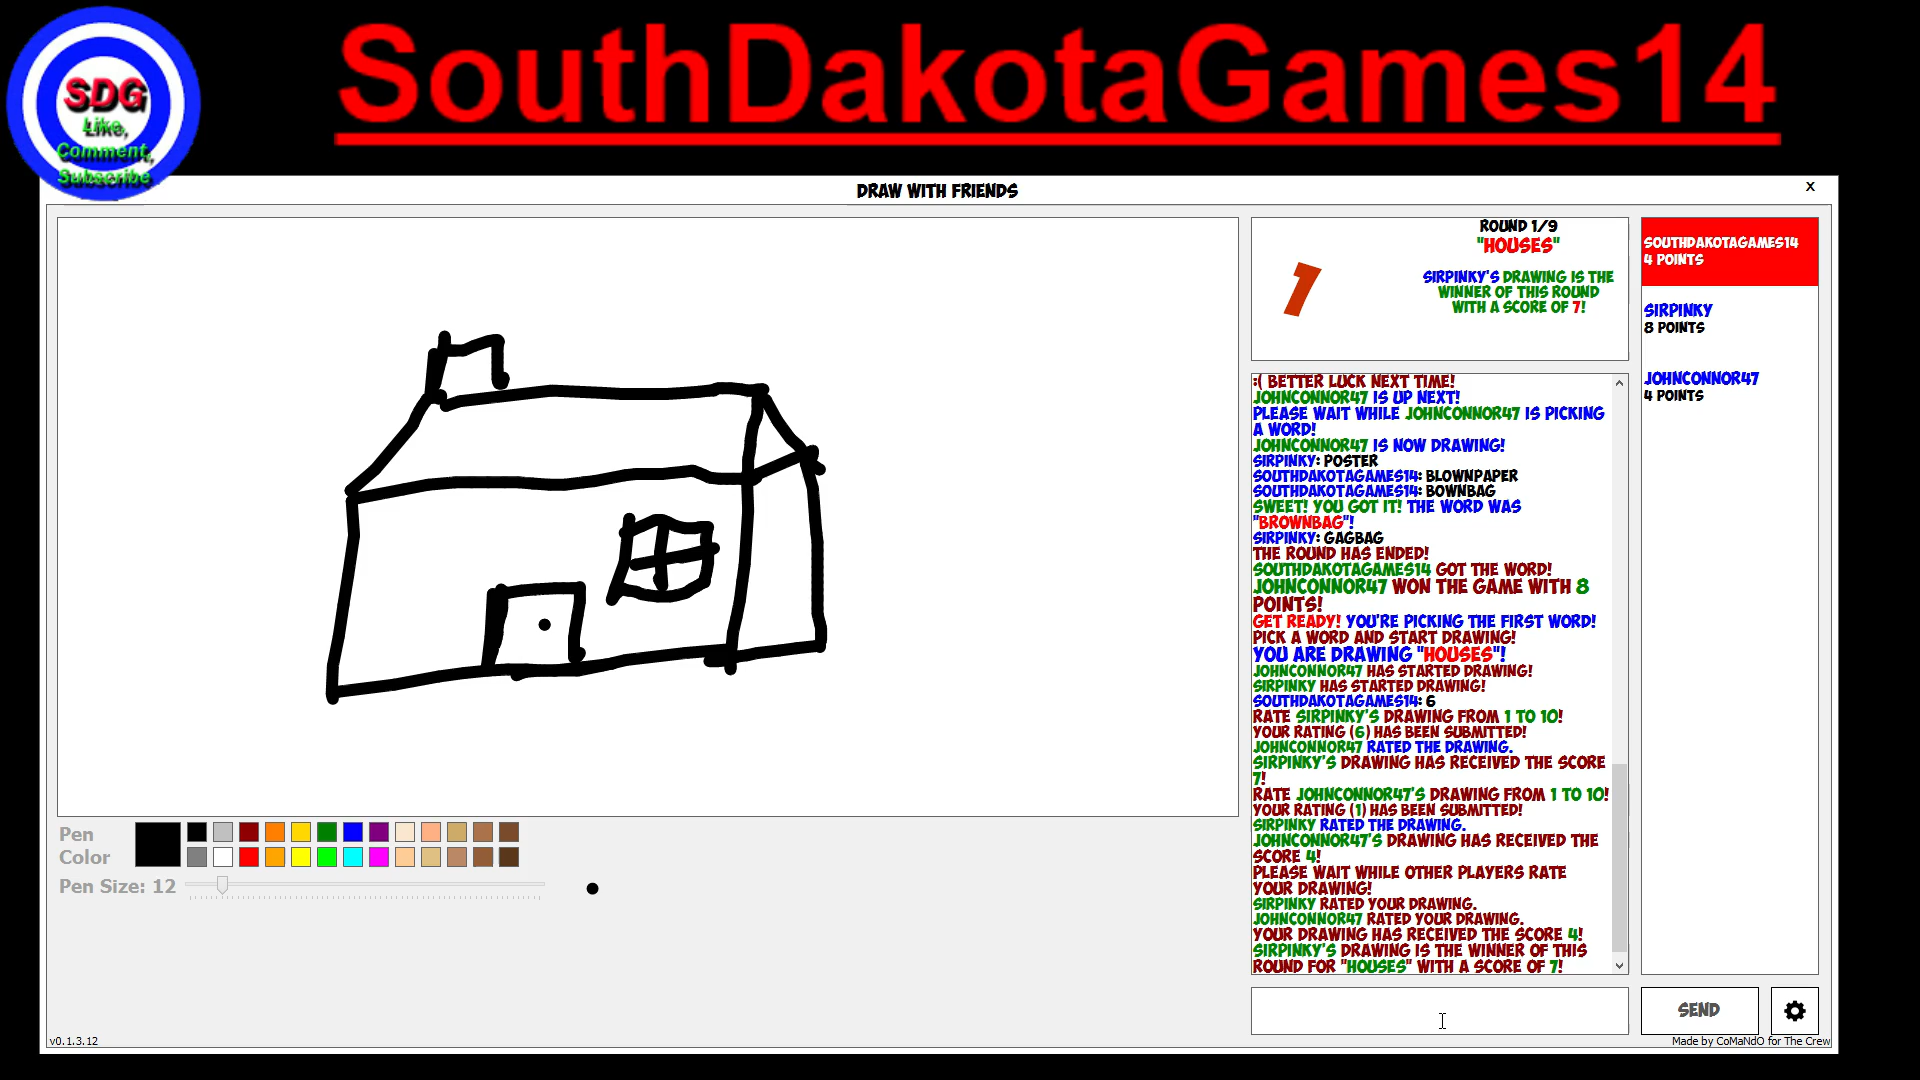 SouthDakotaGames14
SDG
Like,
Comment,
Subscribe
DRAW WITH FRIENDS
X
ROUND 1/9
"HOUSES"
1
SIRPINKY'S DRAWING IS THE
WINNER OF THIS ROUND
WITH A SCORE OF 7!
SOUTHDAKOTAGAMES14
4 POINTS
SIRPINKY
8 POINTS
JOHNCONNOR47
4 POINTS
:( BETTER LUCK NEXT TIME!
JOHNCONNOR47 IS UP NEXT!
PLEASE WAIT WHILE JOHNCONNOR47 IS PICKING
A WORD!
JOHNCONNOR47 IS NOW DRAWING!
SIRPINKY: POSTER
SOUTHDAKOTAGAMES14: BLOWNPAPER
SOUTHDAKOTAGAMES14: BOWNBAG
SWEET! YOU GOT IT! THE WORD WAS
"BROWNBAG"!
SIRPINKY: GAGBAG
THE ROUND HAS ENDED!
SOUTHDAKOTAGAMES14 GOT THE WORD!
JOHNCONNOR47 WON THE GAME WITH 8
POINTS!
GET READY! YOU'RE PICKING THE FIRST WORD!
PICK A WORD AND START DRAWING!
YOU ARE DRAWING "HOUSES"!
JOHNCONNOR47 HAS STARTED DRAWING!
SIRPINKY HAS STARTED DRAWING!
SOUTHDAKOTAGAMES14: 6
RATE SIRPINKY'S DRAWING FROM 1 TO 10!
YOUR RATING (6) HAS BEEN SUBMITTED!
JOHNCONNOR47 RATED THE DRAWING.
SIRPINKY'S DRAWING HAS RECEIVED THE SCORE
7!
RATE JOHNCONNOR47'S DRAWING FROM 1 TO 10!
YOUR RATING (1) HAS BEEN SUBMITTED!
SIRPINKY RATED THE DRAWING.
JOHNCONNOR47'S DRAWING HAS RECEIVED THE
SCORE 4!
PLEASE WAIT WHILE OTHER PLAYERS RATE
YOUR DRAWING!
SIRPINKY RATED YOUR DRAWING.
JOHNCONNOR47 RATED YOUR DRAWING.
YOUR DRAWING HAS RECEIVED THE SCORE 4!
SIRPINKY'S DRAWING IS THE WINNER OF THIS
ROUND FOR "HOUSES" WITH A SCORE OF 7!
Pen
Color
Pen Size: 12
SEND
v0.1.3.12
Made by CoMaNdO for The Crew